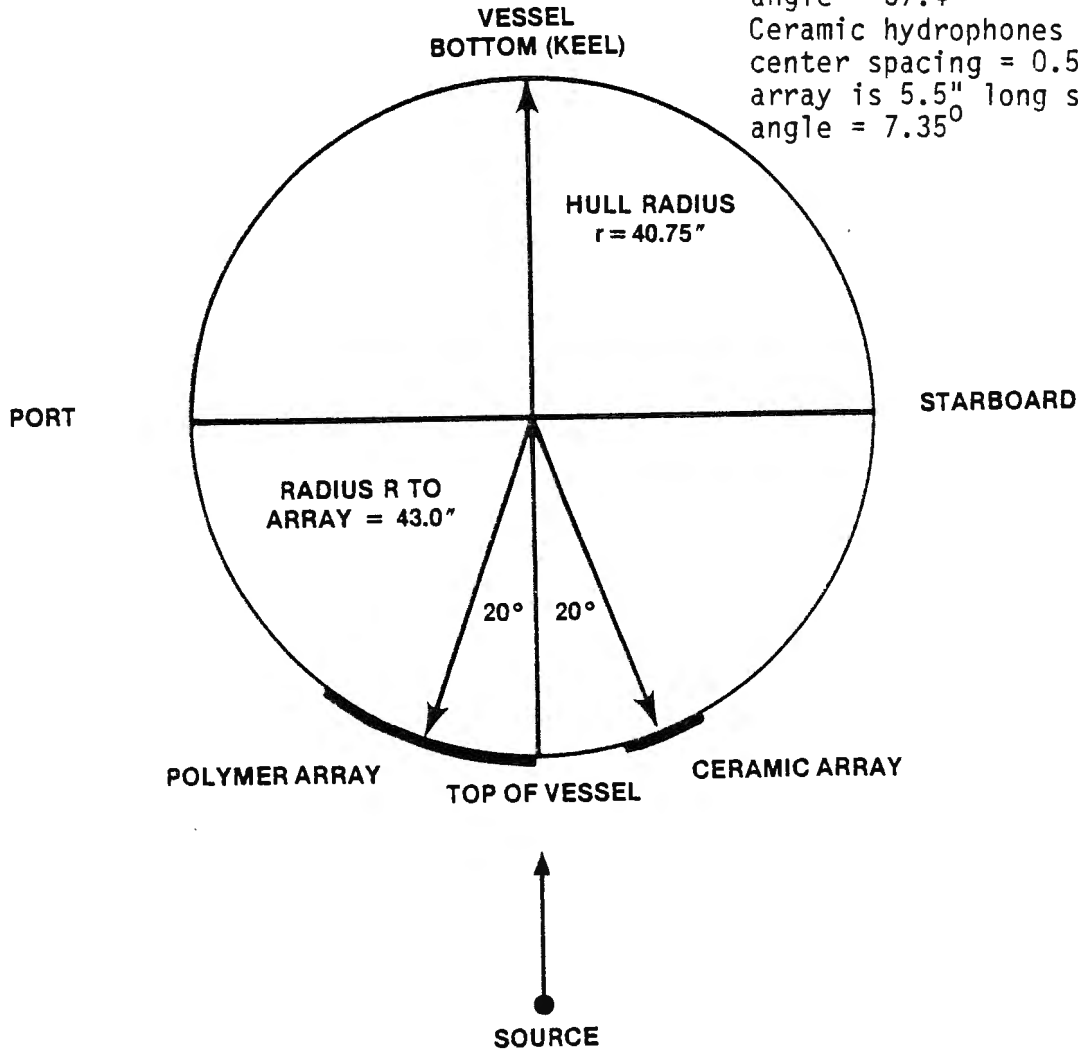 angle
Ceramic hydrophones
center spacing = 0.5
array is 5.5" long s
angle = 7.35°
VESSEL
BOTTOM (KEEL)
HULL RADIUS
r = 40.75"
PORT
STARBOARD
RADIUS R TO
ARRAY = 43.0"
20° 20°
POLYMER ARRAY
CERAMIC ARRAY
TOP OF VESSEL
SOURCE